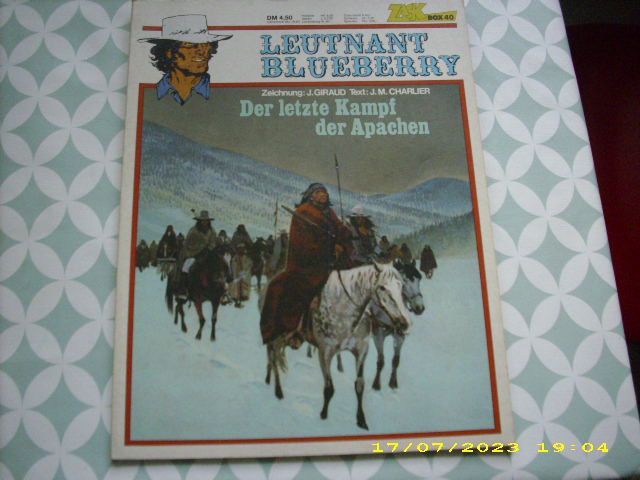 DM 4.50
ZACK BOX 40
LEUTNANT
BLUEBERRY
Zeichnung: J.GIRAUD Text: J.M. CHARLIER
Der letzte Kampf
der Apachen
17/07/2023 19:04